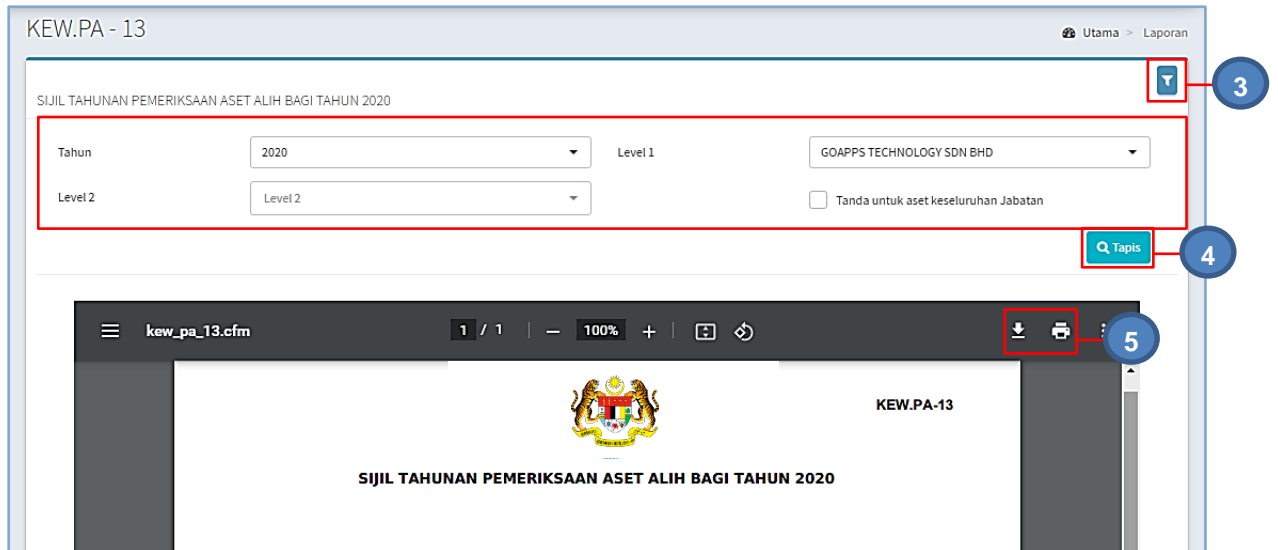 KEW.PA - 13
Utama > Laporan
3
SIJIL TAHUNAN PEMERIKSAAN ASET ALIH BAGI TAHUN 2020
Tahun 2020 Level 1 GOAPPS TECHNOLOGY SDN BHD
Level 2 Level 2 Tanda untuk aset keseluruhan Jabatan
Tapis
4
kew_pa_13.cfm 1 / 1 100%
5
KEW.PA-13
SIJIL TAHUNAN PEMERIKSAAN ASET ALIH BAGI TAHUN 2020